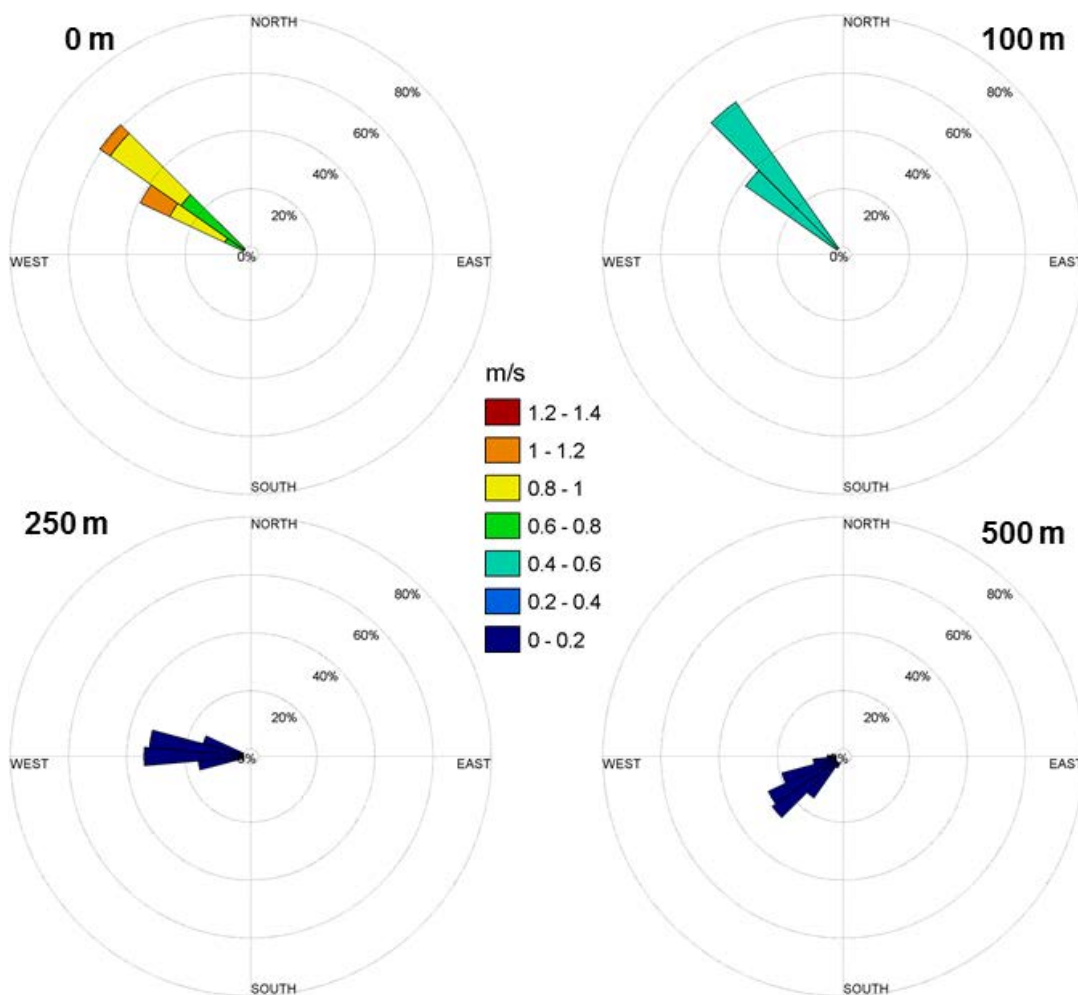 0 m
NORTH
80%
60%
40%
20%
0%
WEST
EAST
SOUTH
100 m
NORTH
80%
60%
40%
20%
0%
WEST
EAST
SOUTH
m/s
1.2 - 1.4
1 - 1.2
0.8 - 1
0.6 - 0.8
0.4 - 0.6
0.2 - 0.4
0 - 0.2
250 m
NORTH
80%
60%
40%
20%
WEST
EAST
SOUTH
500 m
NORTH
80%
60%
40%
20%
WEST
EAST
SOUTH